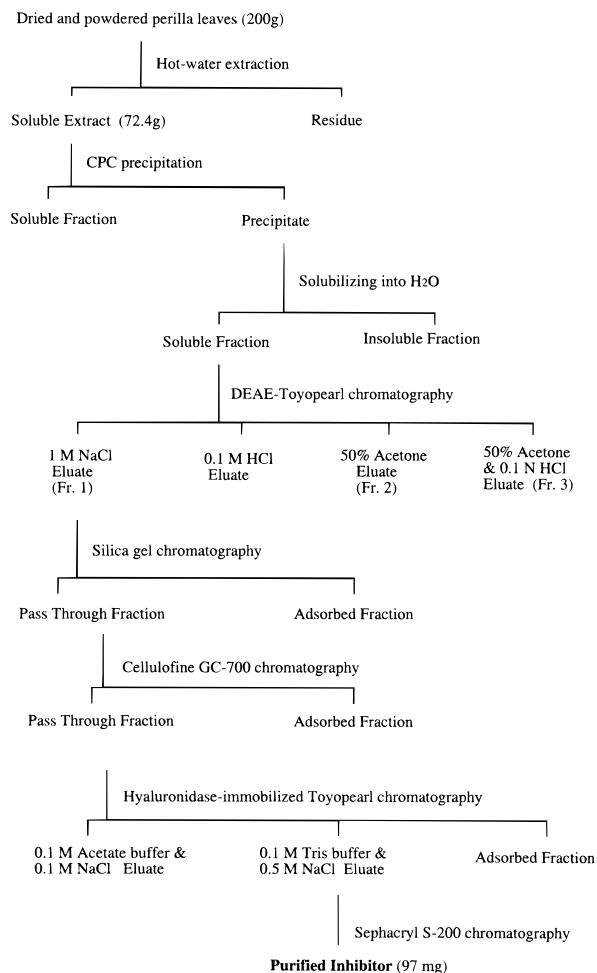 Dried and powdered perilla leaves (200g)
Hot-water extraction
Soluble Extract (72.4g)
Residue
CPC precipitation
Soluble Fraction
Precipitate
Solubilizing into H2O
Soluble Fraction
Insoluble Fraction
DEAE-Toyopearl chromatography
1 M NaCl
Eluate
(Fr. 1)
0.1 M HCl
Eluate
50% Acetone
Eluate
(Fr. 2)
50% Acetone
& 0.1 N HCl
Eluate (Fr. 3)
Silica gel chromatography
Pass Through Fraction
Adsorbed Fraction
Cellulofine GC-700 chromatography
Pass Through Fraction
Adsorbed Fraction
Hyaluronidase-immobilized Toyopearl chromatography
0.1 M Acetate buffer &
0.1 M NaCl Eluate
0.1 M Tris buffer &
0.5 M NaCl Eluate
Adsorbed Fraction
Sephacryl S-200 chromatography
Purified Inhibitor (97 mg)